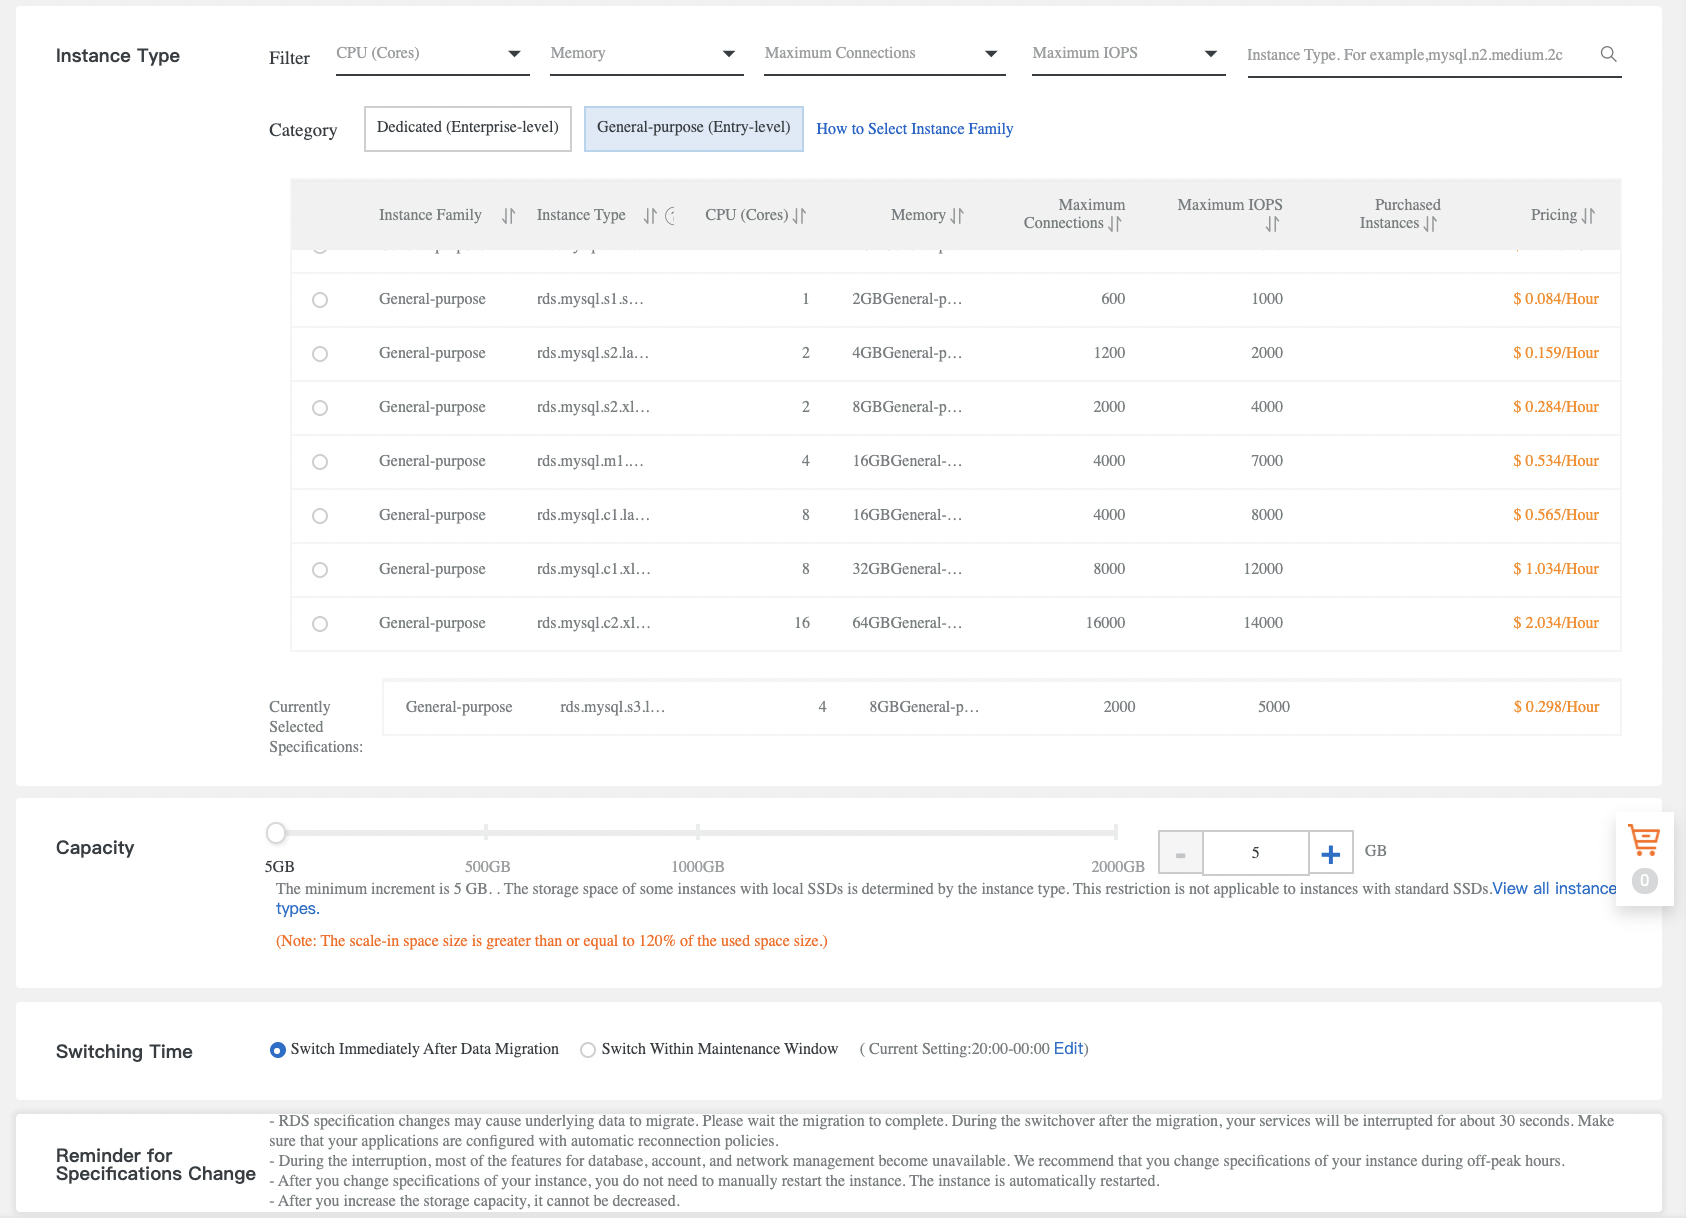 Instance Type
Filter
CPU (Cores)
Memory
Maximum Connections
Maximum IOPS
Instance Type. For example,mysql.n2.medium.2c
Category
Dedicated (Enterprise-level)
General-purpose (Entry-level)
How to Select Instance Family
Instance Family
Instance Type
CPU (Cores)
Memory
Maximum
Connections
Maximum IOPS
Purchased
Instances
Pricing
General-purpose rds.mysql.s1.s… 1 2GBGeneral-p… 600 1000 $ 0.084/Hour
General-purpose rds.mysql.s2.la… 2 4GBGeneral-p… 1200 2000 $ 0.159/Hour
General-purpose rds.mysql.s2.xl… 2 8GBGeneral-p… 2000 4000 $ 0.284/Hour
General-purpose rds.mysql.m1.… 4 16GBGeneral-… 4000 7000 $ 0.534/Hour
General-purpose rds.mysql.c1.la… 8 16GBGeneral-… 4000 8000 $ 0.565/Hour
General-purpose rds.mysql.c1.xl… 8 32GBGeneral-… 8000 12000 $ 1.034/Hour
General-purpose rds.mysql.c2.xl… 16 64GBGeneral-… 16000 14000 $ 2.034/Hour
Currently
Selected
Specifications:
General-purpose rds.mysql.s3.l… 4 8GBGeneral-p… 2000 5000 $ 0.298/Hour
Capacity
5GB 500GB 1000GB 2000GB
- 5 + GB
The minimum increment is 5 GB. . The storage space of some instances with local SSDs is determined by the instance type. This restriction is not applicable to instances with standard SSDs.View all instance
types.
(Note: The scale-in space size is greater than or equal to 120% of the used space size.)
0
Switching Time
Switch Immediately After Data Migration Switch Within Maintenance Window ( Current Setting:20:00-00:00 Edit)
Reminder for
Specifications Change
- RDS specification changes may cause underlying data to migrate. Please wait the migration to complete. During the switchover after the migration, your services will be interrupted for about 30 seconds. Make
sure that your applications are configured with automatic reconnection policies.
- During the interruption, most of the features for database, account, and network management become unavailable. We recommend that you change specifications of your instance during off-peak hours.
- After you change specifications of your instance, you do not need to manually restart the instance. The instance is automatically restarted.
- After you increase the storage capacity, it cannot be decreased.